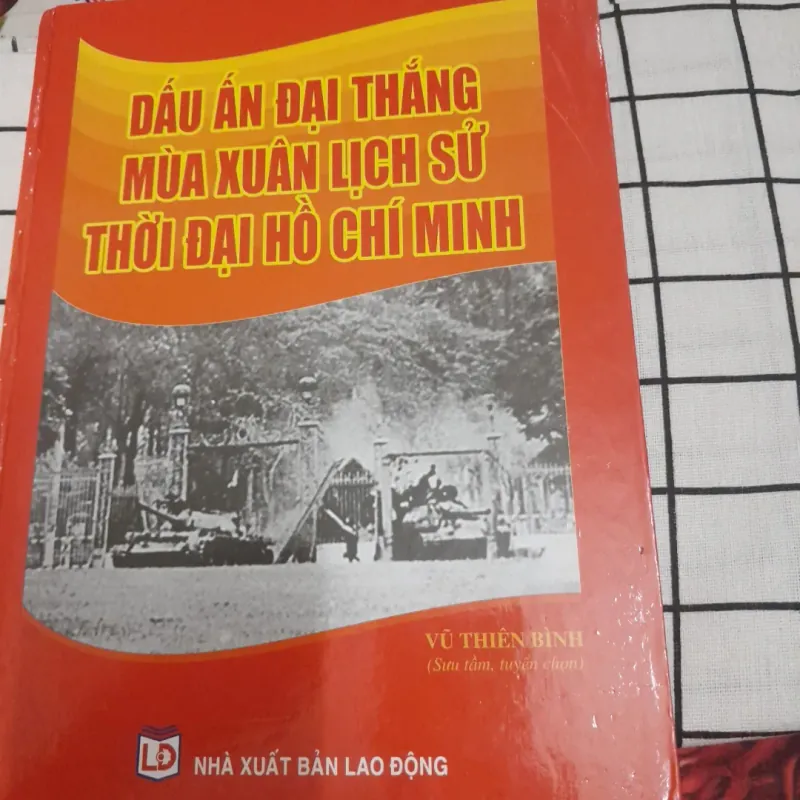 DẤU ẤN ĐẠI THẮNG
MÙA XUÂN LỊCH SỬ
THỜI ĐẠI HỒ CHÍ MINH
VŨ THIÊN BÌNH
(Sưu tầm, tuyển chọn)
LĐ
NHÀ XUẤT BẢN LAO ĐỘNG